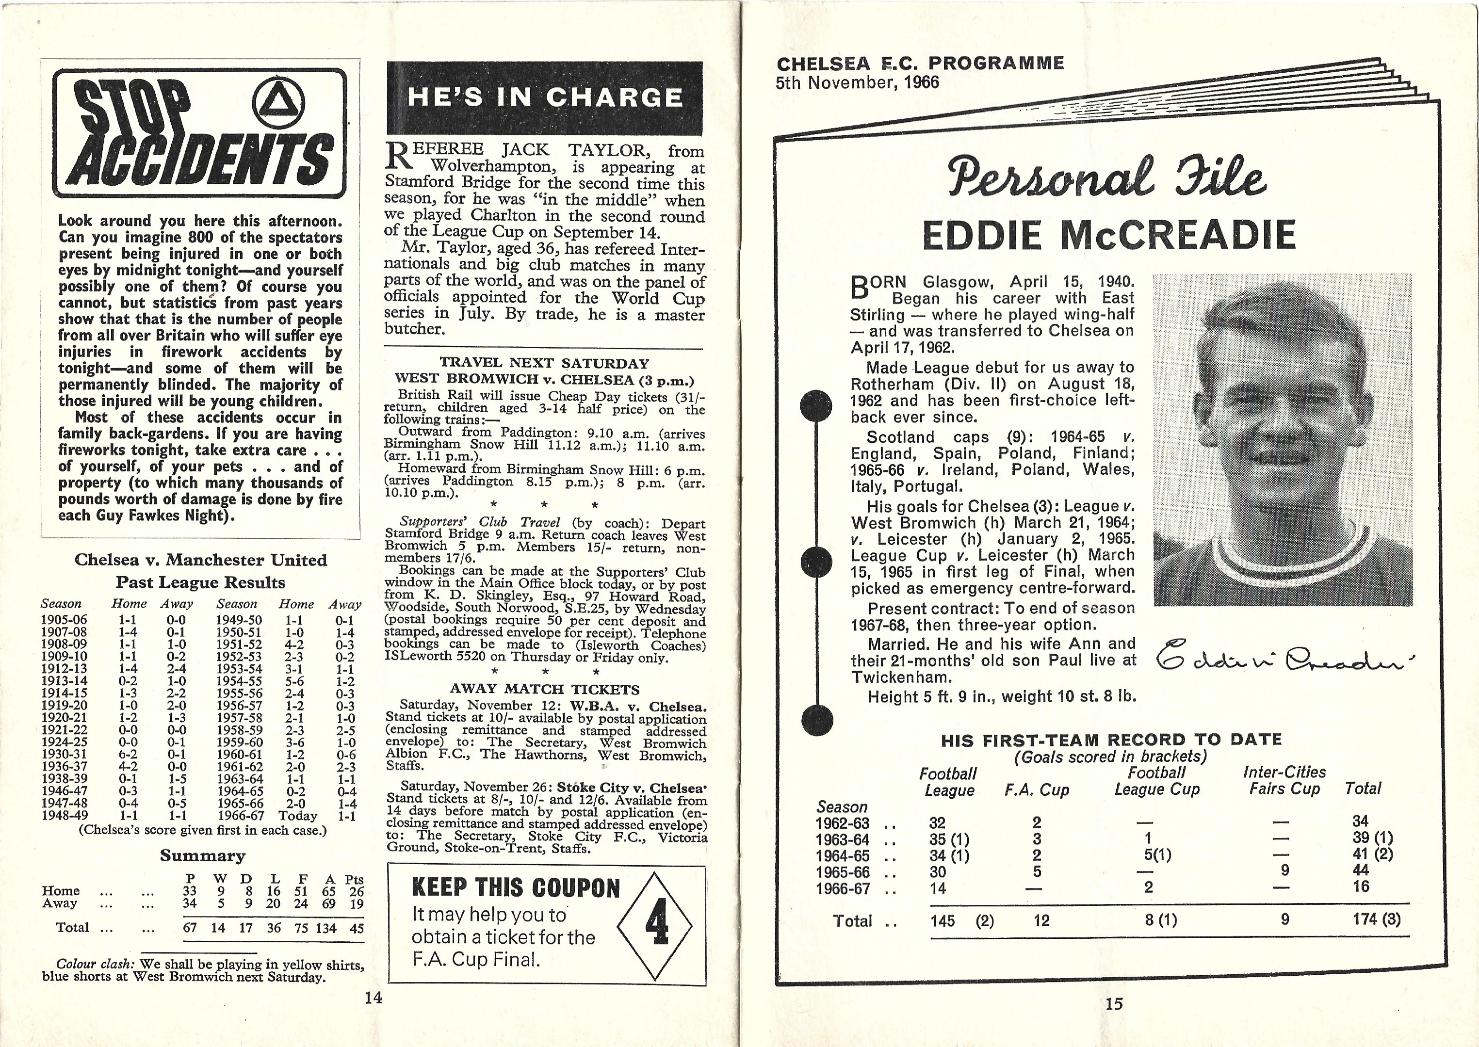 STOP
ACCIDENTS
Look around you here this afternoon.
Can you imagine 800 of the spectators
present being injured in one or both
eyes by midnight tonight—and yourself
possibly one of them? Of course you
cannot, but statistics from past years
show that that is the number of people
from all over Britain who will suffer eye
injuries in firework accidents by
tonight—and some of them will be
permanently blinded. The majority of
those injured will be young children.
Most of these accidents occur in
family back-gardens. If you are having
fireworks tonight, take extra care . . .
of yourself, of your pets . . . and of
property (to which many thousands of
pounds worth of damage is done by fire
each Guy Fawkes Night).
Chelsea v. Manchester United
Past League Results
Season Home Away Season Home Away
1905-06 1-1 0-0 1949-50 1-1 0-1
1907-08 1-4 0-1 1950-51 1-0 1-4
1908-09 1-1 1-0 1951-52 4-2 0-3
1909-10 1-1 0-2 1952-53 2-3 0-2
1912-13 1-4 2-4 1953-54 3-1 1-1
1913-14 0-2 1-0 1954-55 5-6 1-2
1914-15 1-3 2-2 1955-56 2-4 0-3
1919-20 1-0 2-0 1956-57 1-2 0-3
1920-21 1-2 1-3 1957-58 2-1 1-0
1921-22 0-0 0-0 1958-59 2-3 2-5
1924-25 0-0 0-1 1959-60 3-6 1-0
1930-31 6-2 0-1 1960-61 1-2 0-6
1936-37 4-2 0-0 1961-62 2-0 2-3
1938-39 0-1 1-5 1963-64 1-1 1-1
1946-47 0-3 1-1 1964-65 0-2 0-4
1947-48 0-4 0-5 1965-66 2-0 1-4
1948-49 1-1 1-1 1966-67 Today 1-1
(Chelsea's score given first in each case.)
Summary
P W D L F A Pts
Home ... ... 33 9 8 16 51 65 26
Away ... ... 34 5 9 20 24 69 19
Total ... ... 67 14 17 36 75 134 45
Colour clash: We shall be playing in yellow shirts,
blue shorts at West Bromwich next Saturday.
14
HE'S IN CHARGE
REFEREE JACK TAYLOR, from
Wolverhampton, is appearing at
Stamford Bridge for the second time this
season, for he was "in the middle" when
we played Charlton in the second round
of the League Cup on September 14.
Mr. Taylor, aged 36, has refereed Inter-
nationals and big club matches in many
parts of the world, and was on the panel of
officials appointed for the World Cup
series in July. By trade, he is a master
butcher.
TRAVEL NEXT SATURDAY
WEST BROMWICH v. CHELSEA (3 p.m.)
British Rail will issue Cheap Day tickets (31/-
return, children aged 3-14 half price) on the
following trains:—
Outward from Paddington: 9.10 a.m. (arrives
Birmingham Snow Hill 11.12 a.m.); 11.10 a.m.
(arr. 1.11 p.m.).
Homeward from Birmingham Snow Hill: 6 p.m.
(arrives Paddington 8.15 p.m.); 8 p.m. (arr.
10.10 p.m.).
* * *
Supporters' Club Travel (by coach): Depart
Stamford Bridge 9 a.m. Return coach leaves West
Bromwich 5 p.m. Members 15/- return, non-
members 17/6.
Bookings can be made at the Supporters' Club
window in the Main Office block today, or by post
from K. D. Skingley, Esq., 97 Howard Road,
Woodside, South Norwood, S.E.25, by Wednesday
(postal bookings require 50 per cent deposit and
stamped, addressed envelope for receipt). Telephone
bookings can be made to (Isleworth Coaches)
ISLeworth 5520 on Thursday or Friday only.
* * *
AWAY MATCH TICKETS
Saturday, November 12: W.B.A. v. Chelsea.
Stand tickets at 10/- available by postal application
(enclosing remittance and stamped addressed
envelope) to: The Secretary, West Bromwich
Albion F.C., The Hawthorns, West Bromwich,
Staffs.
Saturday, November 26: Stoke City v. Chelsea·
Stand tickets at 8/-, 10/- and 12/6. Available from
14 days before match by postal application (en-
closing remittance and stamped addressed envelope)
to: The Secretary, Stoke City F.C., Victoria
Ground, Stoke-on-Trent, Staffs.
KEEP THIS COUPON
It may help you to
obtain a ticket for the
F.A. Cup Final.
4
CHELSEA F.C. PROGRAMME
5th November, 1966
Personal File
EDDIE McCREADIE
BORN Glasgow, April 15, 1940.
Began his career with East
Stirling — where he played wing-half
— and was transferred to Chelsea on
April 17, 1962.
Made League debut for us away to
Rotherham (Div. II) on August 18,
1962 and has been first-choice left-
back ever since.
Scotland caps (9): 1964-65 v.
England, Spain, Poland, Finland;
1965-66 v. Ireland, Poland, Wales,
Italy, Portugal.
His goals for Chelsea (3): League v.
West Bromwich (h) March 21, 1964;
v. Leicester (h) January 2, 1965.
League Cup v. Leicester (h) March
15, 1965 in first leg of Final, when
picked as emergency centre-forward.
Present contract: To end of season
1967-68, then three-year option.
Married. He and his wife Ann and
their 21-months' old son Paul live at
Twickenham.
Height 5 ft. 9 in., weight 10 st. 8 lb.
Eddie McCreadie
HIS FIRST-TEAM RECORD TO DATE
(Goals scored in brackets)
Football Football Inter-Cities
League F.A. Cup League Cup Fairs Cup Total
Season
1962-63 .. 32 2 — — 34
1963-64 .. 35 (1) 3 1 — 39 (1)
1964-65 .. 34 (1) 2 5(1) — 41 (2)
1965-66 .. 30 5 — 9 44
1966-67 .. 14 — 2 — 16
Total .. 145 (2) 12 8 (1) 9 174 (3)
15